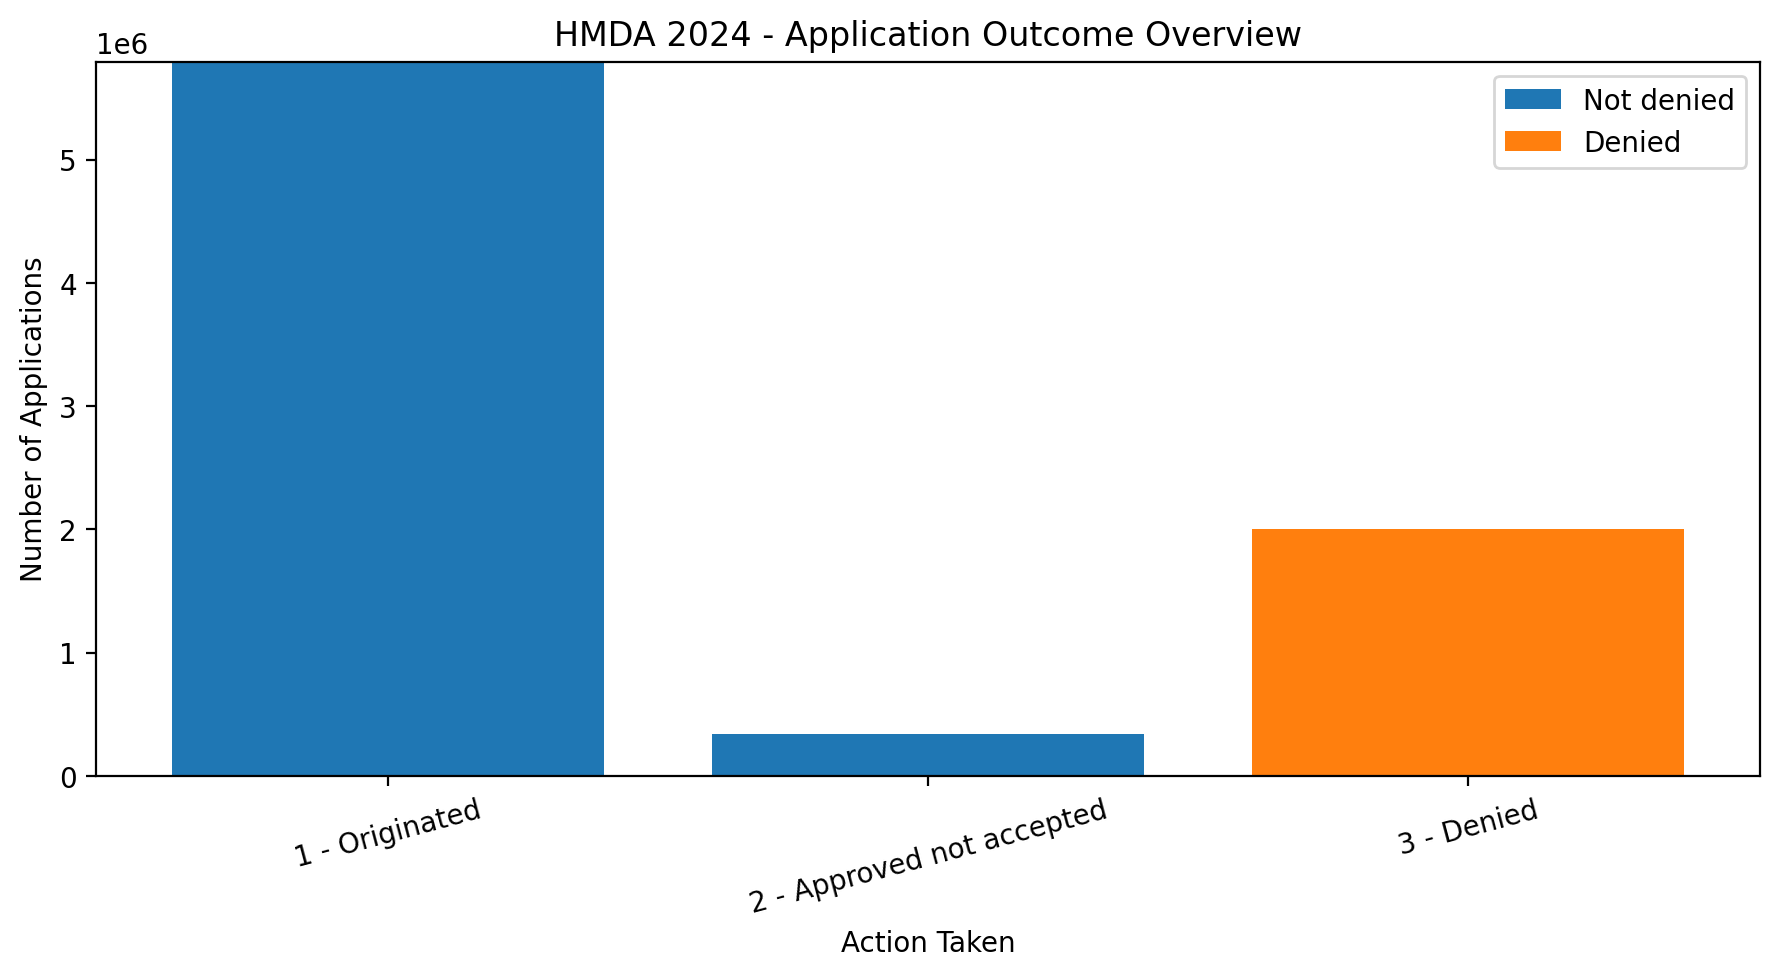 HMDA 2024 - Application Outcome Overview
1e6
Not denied
Denied
5
4
3
2
1
0
Number of Applications
1 - Originated
2 - Approved not accepted
3 - Denied
Action Taken